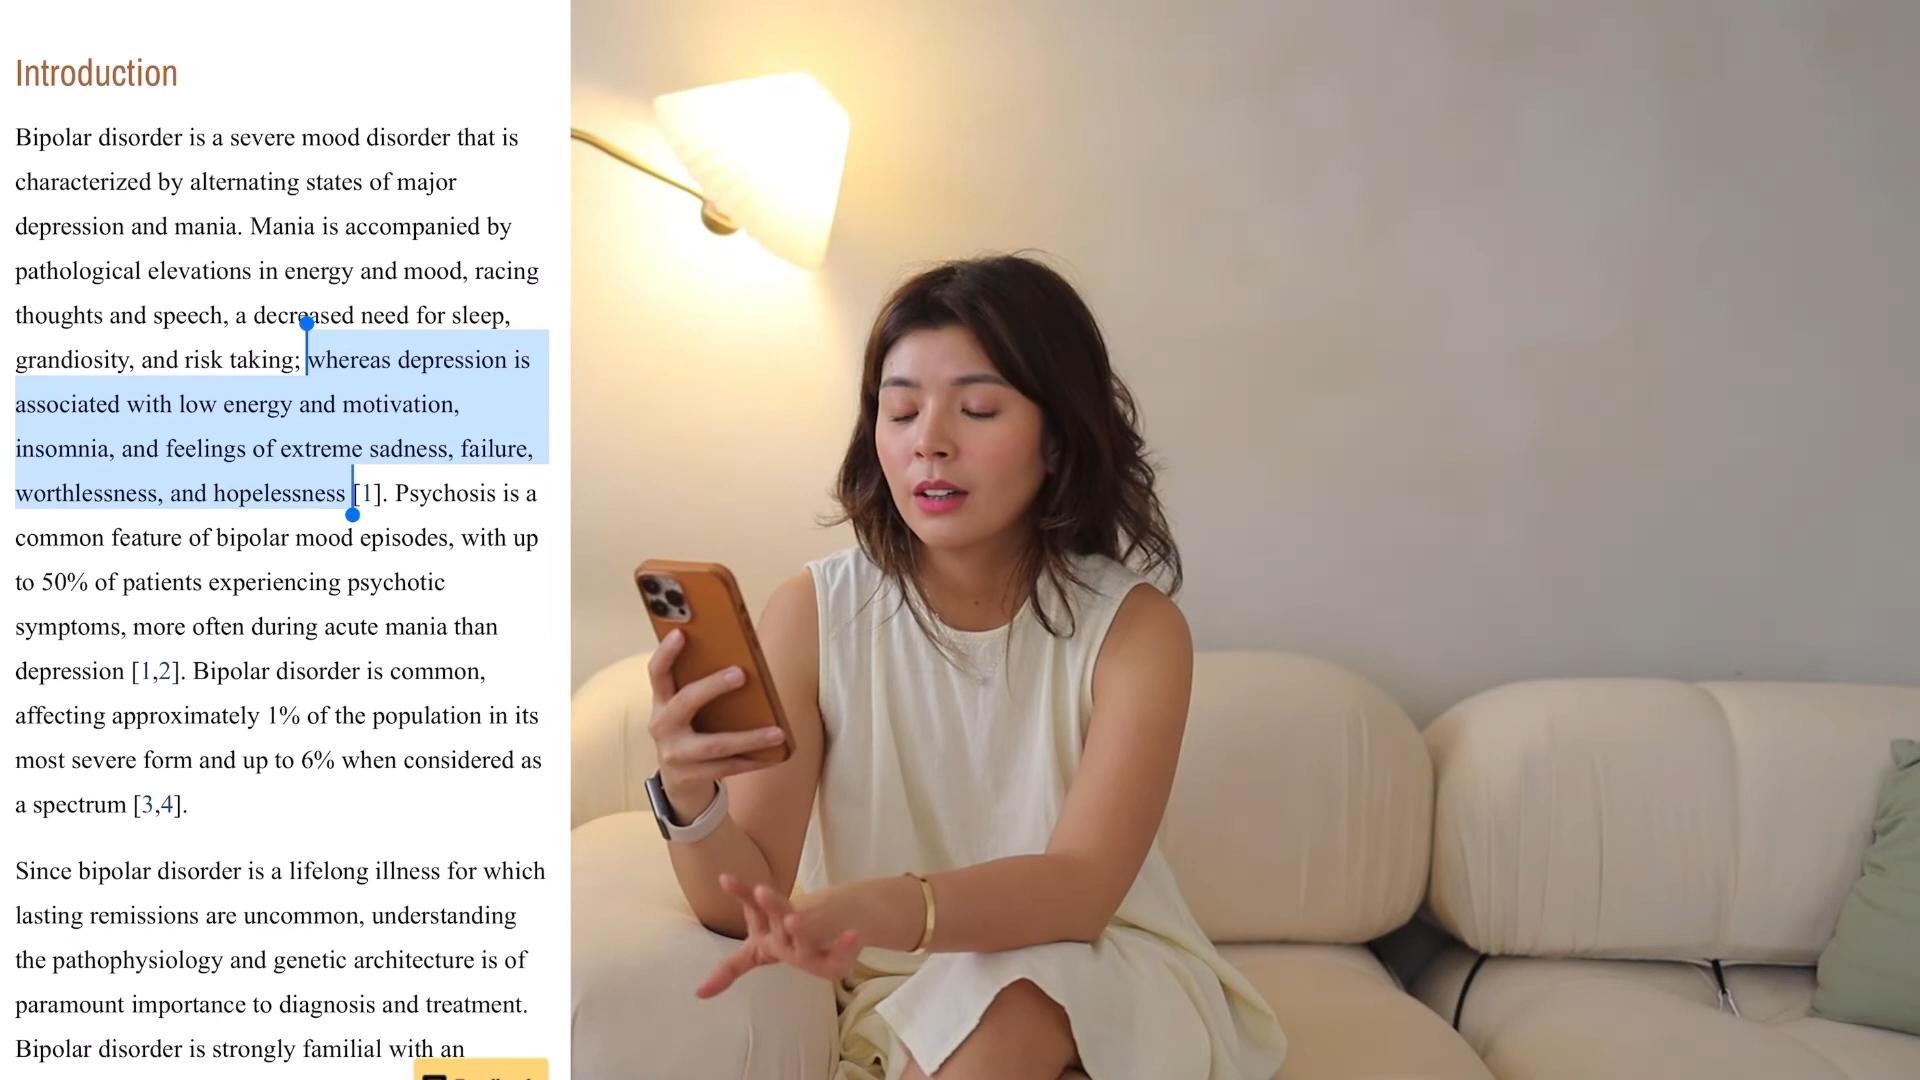 Introduction
Bipolar disorder is a severe mood disorder that is
characterized by alternating states of major
depression and mania. Mania is accompanied by
pathological elevations in energy and mood, racing
thoughts and speech, a decreased need for sleep,
grandiosity, and risk taking; whereas depression is
associated with low energy and motivation,
insomnia, and feelings of extreme sadness, failure,
worthlessness, and hopelessness [1]. Psychosis is a
common feature of bipolar mood episodes, with up
to 50% of patients experiencing psychotic
symptoms, more often during acute mania than
depression [1,2]. Bipolar disorder is common,
affecting approximately 1% of the population in its
most severe form and up to 6% when considered as
a spectrum [3,4].
Since bipolar disorder is a lifelong illness for which
lasting remissions are uncommon, understanding
the pathophysiology and genetic architecture is of
paramount importance to diagnosis and treatment.
Bipolar disorder is strongly familial with an